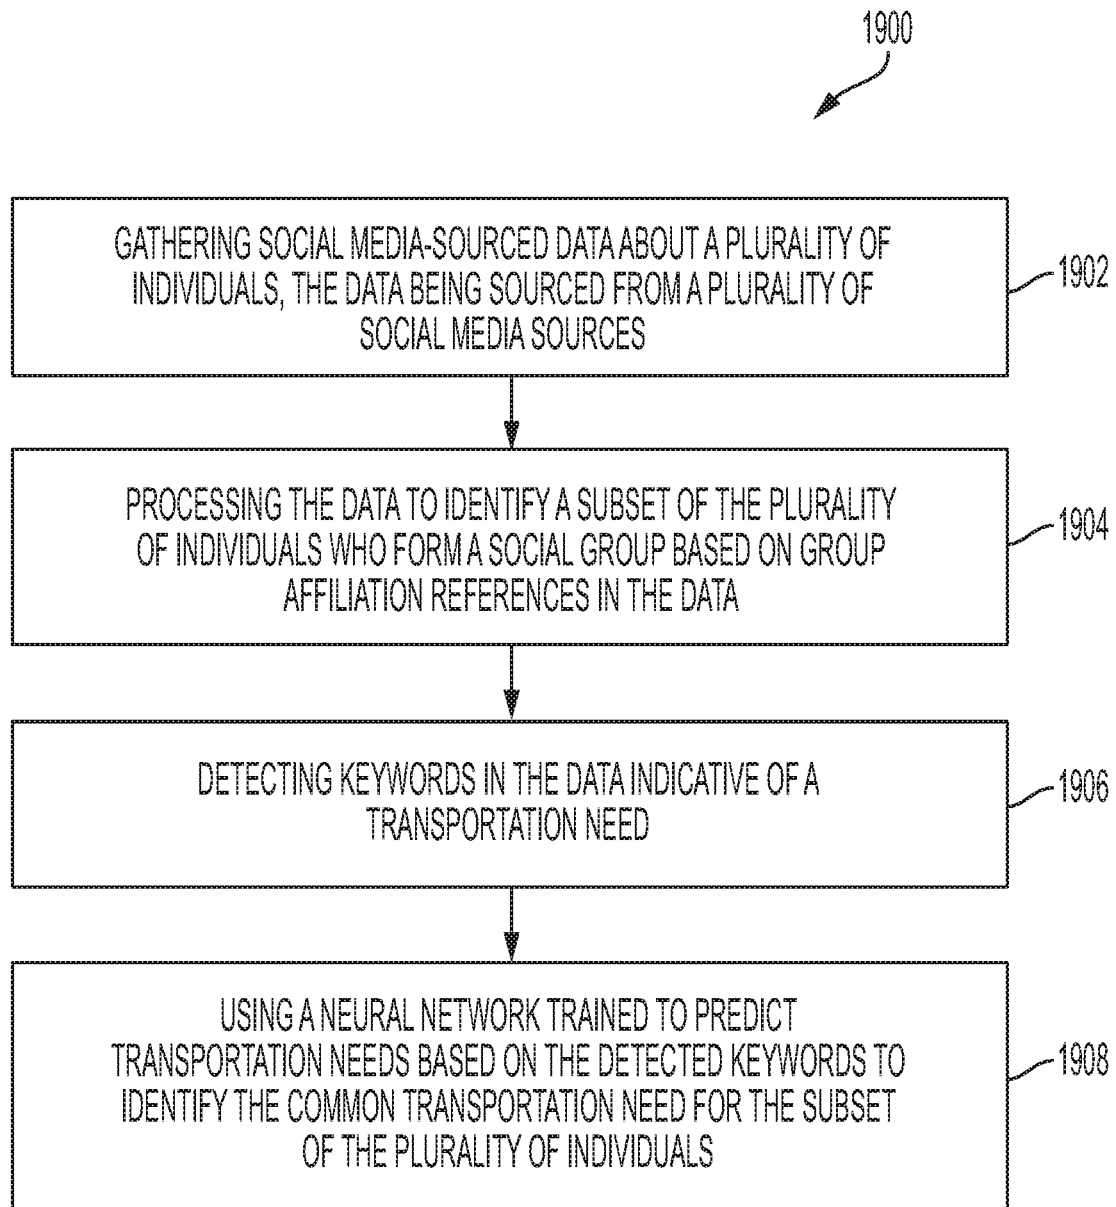 1900
GATHERING SOCIAL MEDIA-SOURCED DATA ABOUT A PLURALITY OF
INDIVIDUALS, THE DATA BEING SOURCED FROM A PLURALITY OF
SOCIAL MEDIA SOURCES
1902
PROCESSING THE DATA TO IDENTIFY A SUBSET OF THE PLURALITY
OF INDIVIDUALS WHO FORM A SOCIAL GROUP BASED ON GROUP
AFFILIATION REFERENCES IN THE DATA
1904
DETECTING KEYWORDS IN THE DATA INDICATIVE OF A
TRANSPORTATION NEED
1906
USING A NEURAL NETWORK TRAINED TO PREDICT
TRANSPORTATION NEEDS BASED ON THE DETECTED KEYWORDS TO
IDENTIFY THE COMMON TRANSPORTATION NEED FOR THE SUBSET
OF THE PLURALITY OF INDIVIDUALS
1908